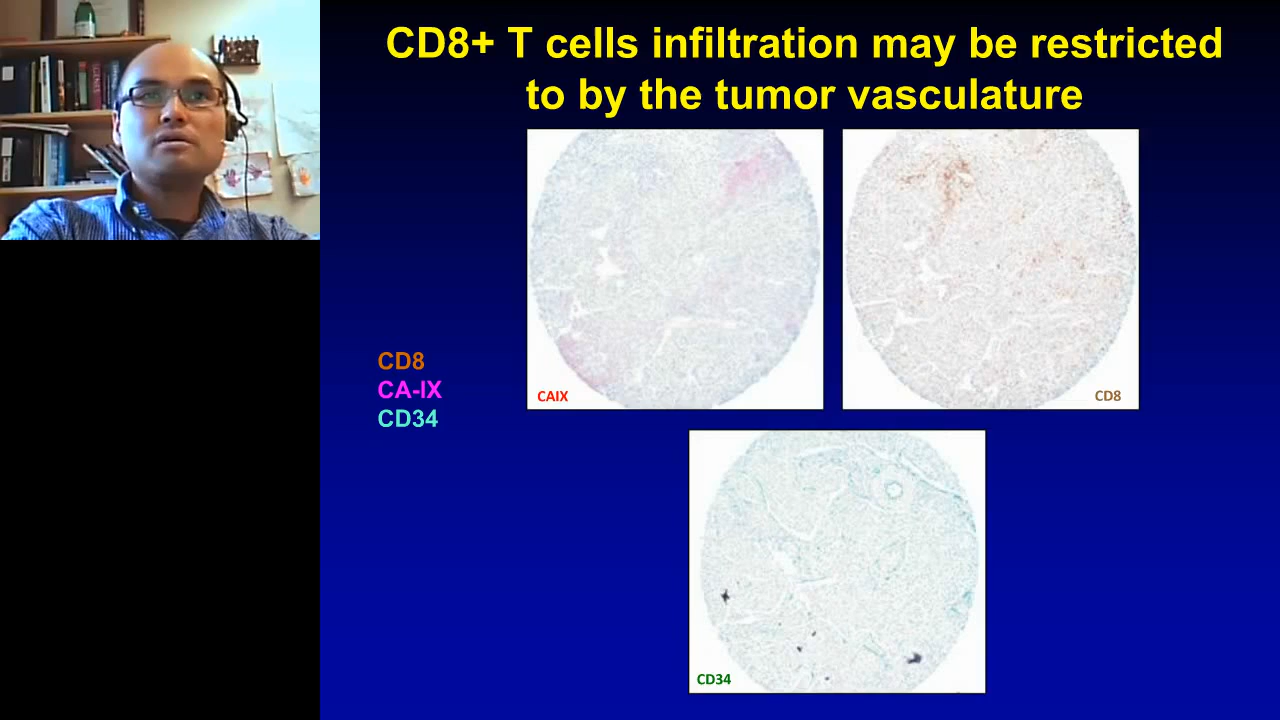 CD8+ T cells infiltration may be restricted
to by the tumor vasculature
CD8
CA-IX
CD34
CAIX
CD8
CD34